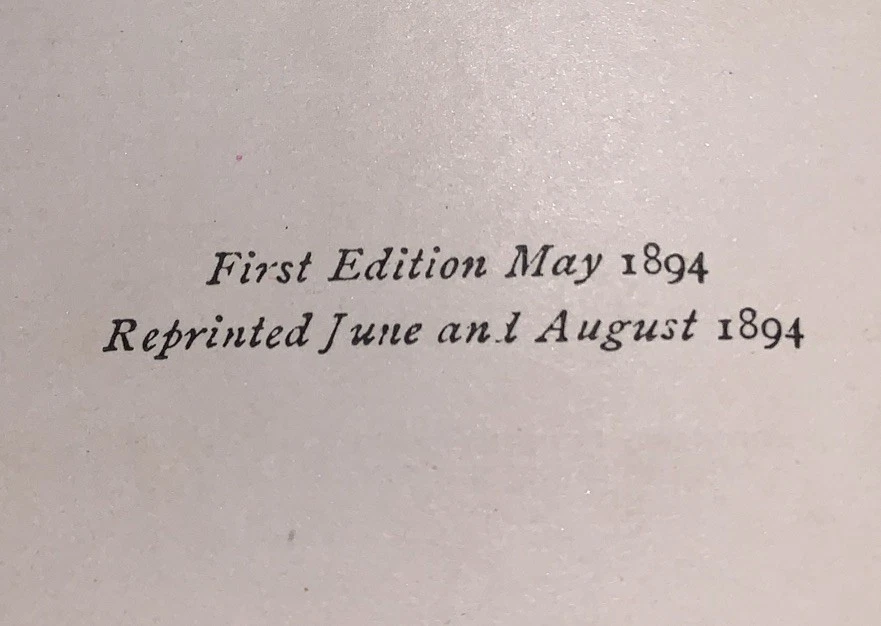 First Edition May 1894
Reprinted June and August 1894